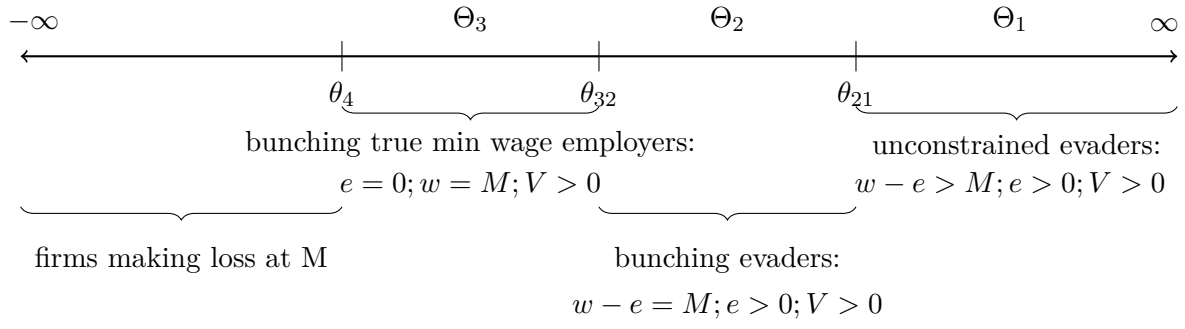 −∞ Θ₃ Θ₂ Θ₁ ∞
θ₄ θ₃₂ θ₂₁
bunching true min wage employers:
e = 0; w = M; V > 0
unconstrained evaders:
w − e > M; e > 0; V > 0
firms making loss at M
bunching evaders:
w − e = M; e > 0; V > 0